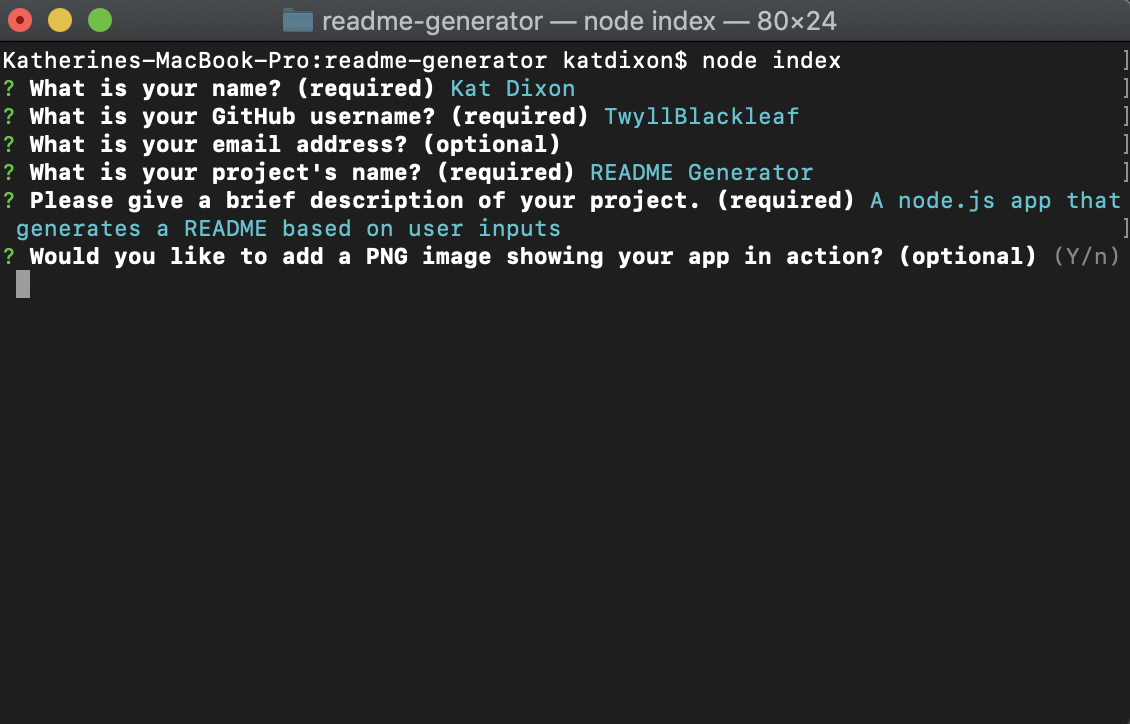 readme-generator — node index — 80×24
Katherines-MacBook-Pro:readme-generator katdixon$ node index ]
? What is your name? (required) Kat Dixon ]
? What is your GitHub username? (required) TwyllBlackleaf ]
? What is your email address? (optional) ]
? What is your project's name? (required) README Generator ]
? Please give a brief description of your project. (required) A node.js app that
generates a README based on user inputs ]
? Would you like to add a PNG image showing your app in action? (optional) (Y/n)